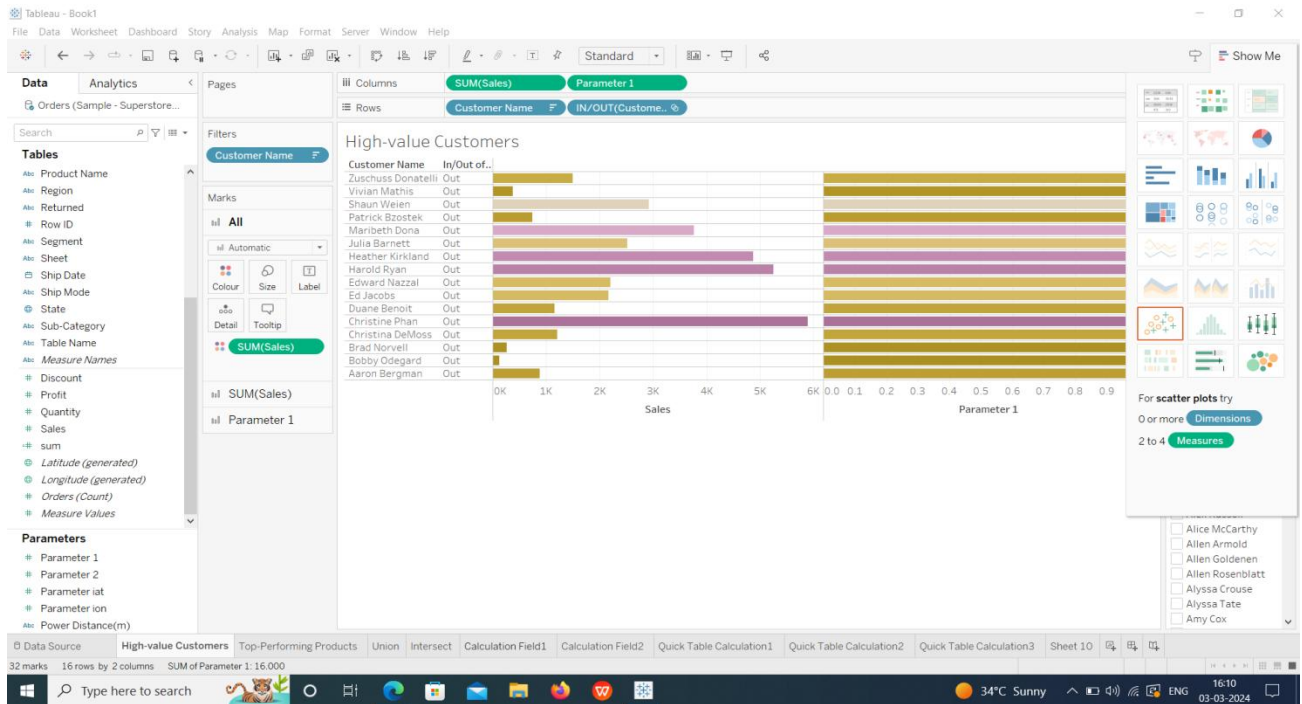 Tableau - Book1
File Data Worksheet Dashboard Story Analysis Map Format Server Window Help
Standard
Show Me
Data Analytics
Orders (Sample - Superstore...
Search
Tables
Abc Product Name
Abc Region
Abc Returned
# Row ID
Abc Segment
Abc Sheet
Ship Date
Abc Ship Mode
State
Abc Sub-Category
Abc Table Name
Abc Measure Names
# Discount
# Profit
# Quantity
# Sales
=# sum
Latitude (generated)
Longitude (generated)
# Orders (Count)
# Measure Values
Parameters
# Parameter 1
# Parameter 2
# Parameter iat
# Parameter ion
Abc Power Distance(m)
Pages
Filters
Customer Name
Marks
All
Automatic
Colour Size Label
Detail Tooltip
SUM(Sales)
SUM(Sales)
Parameter 1
Columns SUM(Sales) Parameter 1
Rows Customer Name IN/OUT(Custome..
High-value Customers
Customer Name In/Out of..
Zuschuss Donatelli Out
Vivian Mathis Out
Shaun Weien Out
Patrick Bzostek Out
Maribeth Dona Out
Julia Barnett Out
Heather Kirkland Out
Harold Ryan Out
Edward Nazzal Out
Ed Jacobs Out
Duane Benoit Out
Christine Phan Out
Christina DeMoss Out
Brad Norvell Out
Bobby Odegard Out
Aaron Bergman Out
0K 1K 2K 3K 4K 5K 6K 0.0 0.1 0.2 0.3 0.4 0.5 0.6 0.7 0.8 0.9
Sales Parameter 1
For scatter plots try
0 or more Dimensions
2 to 4 Measures
Alice McCarthy
Allen Armold
Allen Goldenen
Allen Rosenblatt
Alyssa Crouse
Alyssa Tate
Amy Cox
Data Source High-value Customers Top-Performing Products Union Intersect Calculation Field1 Calculation Field2 Quick Table Calculation1 Quick Table Calculation2 Quick Table Calculation3 Sheet 10
32 marks 16 rows by 2 columns SUM of Parameter 1: 16.000
Type here to search
34°C Sunny
ENG
16:10
03-03-2024